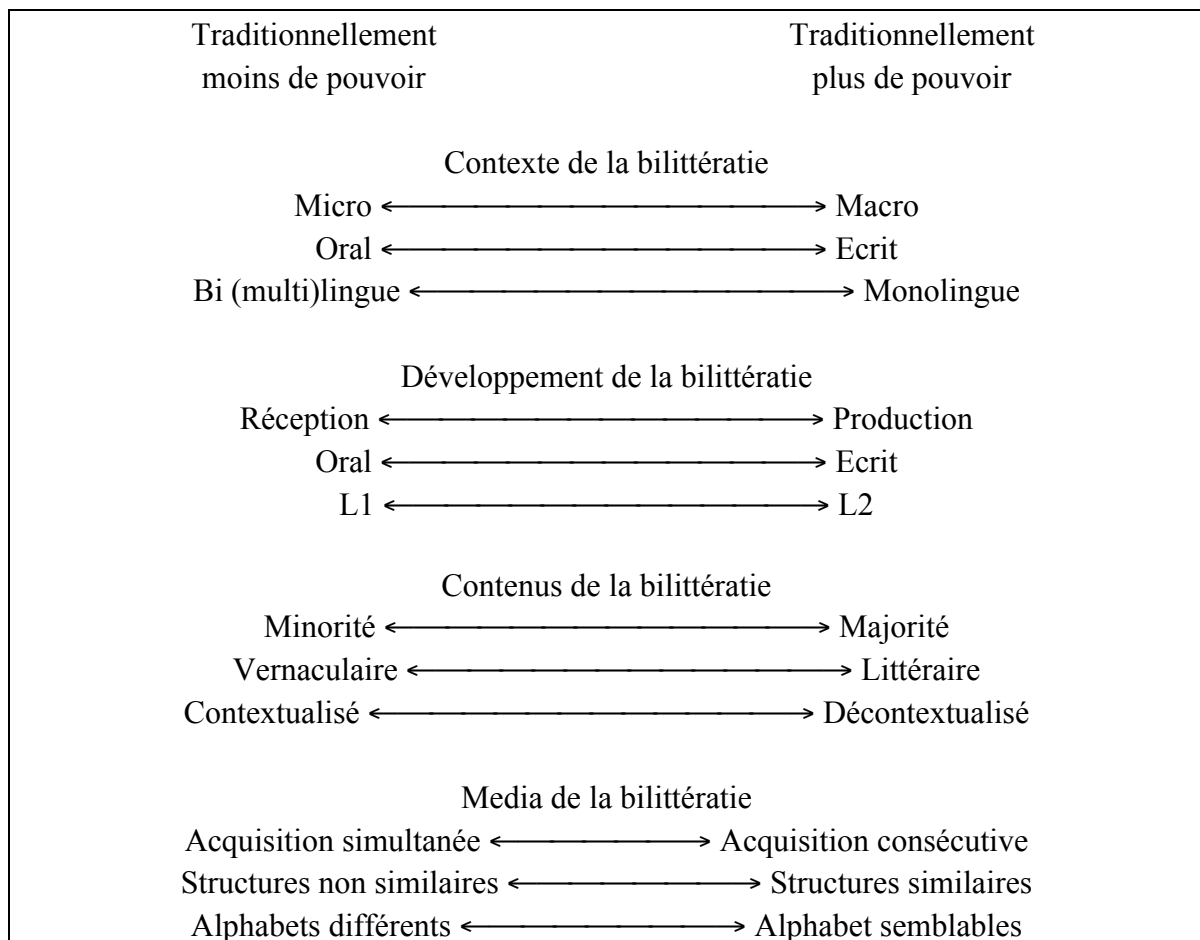 Traditionnellement Traditionnellement
moins de pouvoir plus de pouvoir
Contexte de la bilittératie
Micro Macro
Oral Ecrit
Bi (multi)lingue Monolingue
Développement de la bilittératie
Réception Production
Oral Ecrit
L1 L2
Contenus de la bilittératie
Minorité Majorité
Vernaculaire Littéraire
Contextualisé Décontextualisé
Media de la bilittératie
Acquisition simultanée Acquisition consécutive
Structures non similaires Structures similaires
Alphabets différents Alphabet semblables